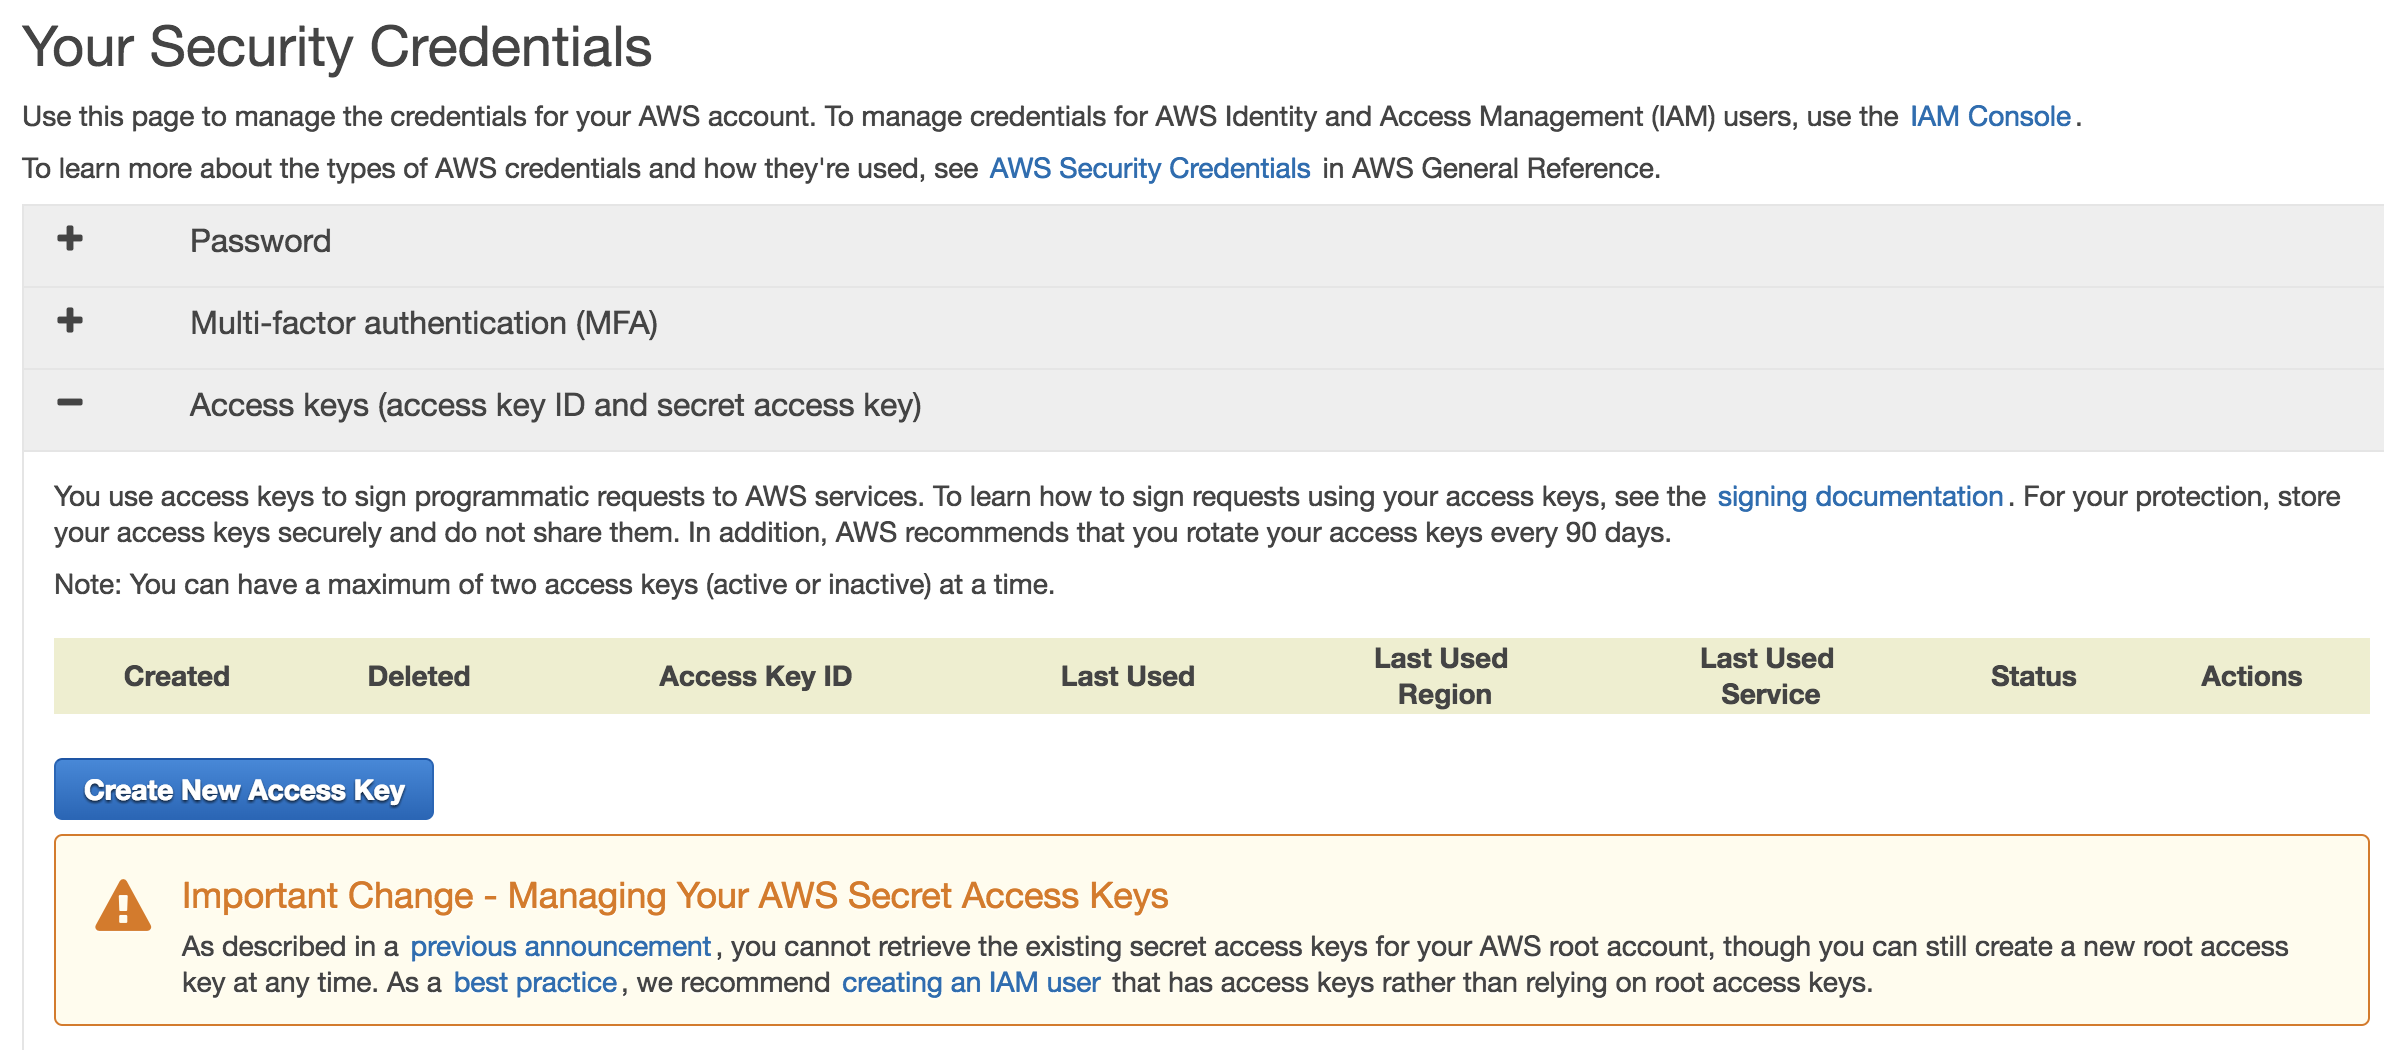 Your Security Credentials
Use this page to manage the credentials for your AWS account. To manage credentials for AWS Identity and Access Management (IAM) users, use the IAM Console.
To learn more about the types of AWS credentials and how they're used, see AWS Security Credentials in AWS General Reference.
Password
Multi-factor authentication (MFA)
Access keys (access key ID and secret access key)
You use access keys to sign programmatic requests to AWS services. To learn how to sign requests using your access keys, see the signing documentation. For your protection, store
your access keys securely and do not share them. In addition, AWS recommends that you rotate your access keys every 90 days.
Note: You can have a maximum of two access keys (active or inactive) at a time.
Created Deleted Access Key ID Last Used Last Used Region Last Used Service Status Actions
Create New Access Key
Important Change - Managing Your AWS Secret Access Keys
As described in a previous announcement, you cannot retrieve the existing secret access keys for your AWS root account, though you can still create a new root access
key at any time. As a best practice, we recommend creating an IAM user that has access keys rather than relying on root access keys.